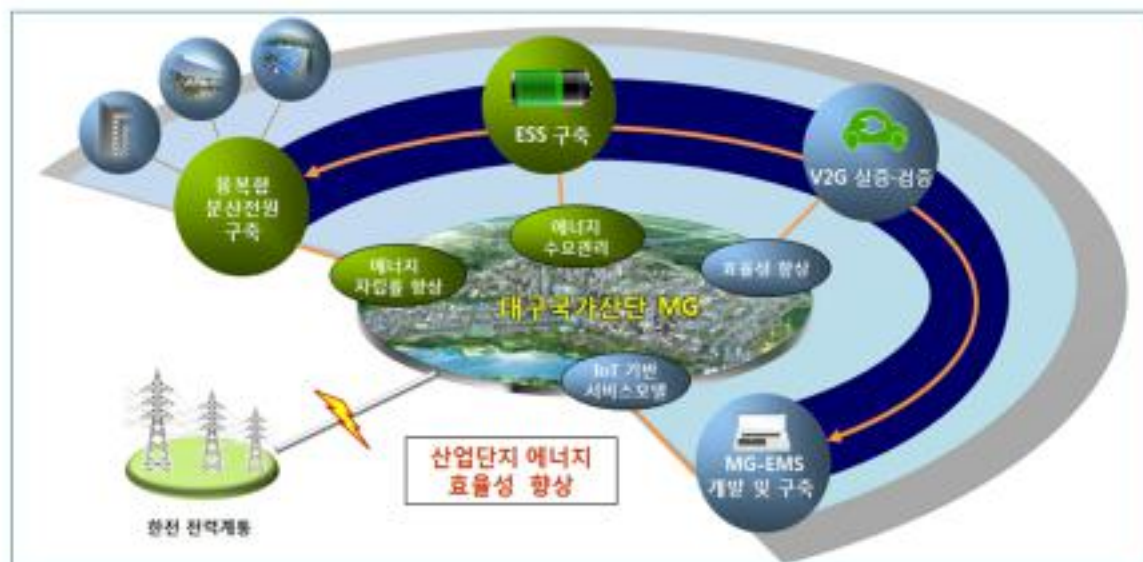 ESS 구축
V2G 실증·검증
융복합
분산전원
구축
에너지
수요관리
에너지
자립률 향상
효율성 향상
대구국가산단 MG
IoT 기반
서비스모델
MG-EMS
개발 및 구축
산업단지 에너지
효율성 향상
한전 전력계통